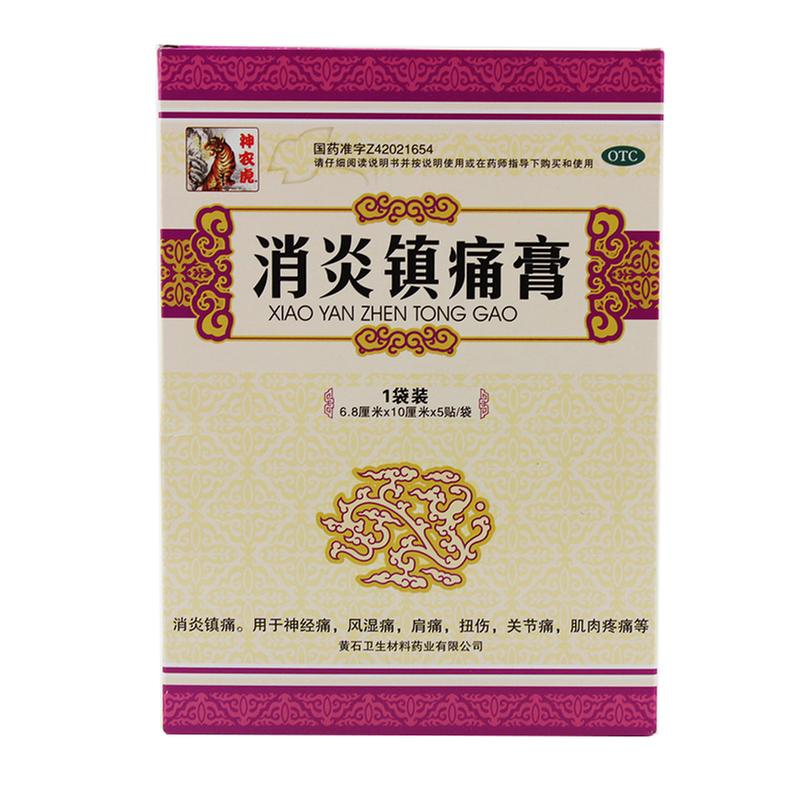 神农虎
国药准字Z42021654
请仔细阅读说明书并按说明使用或在药师指导下购买和使用
OTC
消炎镇痛膏
XIAO YAN ZHEN TONG GAO
1袋装
6.8厘米x10厘米x5贴/袋
消炎镇痛。用于神经痛，风湿痛，肩痛，扭伤，关节痛，肌肉疼痛等
黄石卫生材料药业有限公司